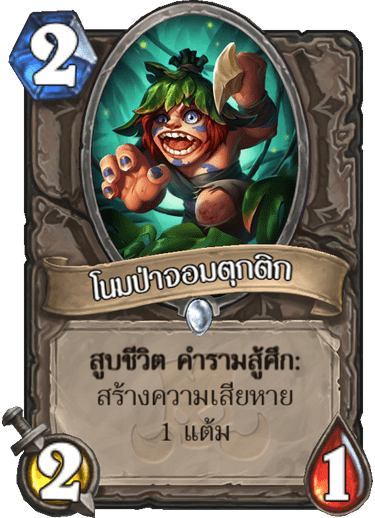 2
โนมป่าจอมตุกติก
สูบชีวิต คำรามสู้ศึก:
สร้างความเสียหาย
1 แต้ม
2
1